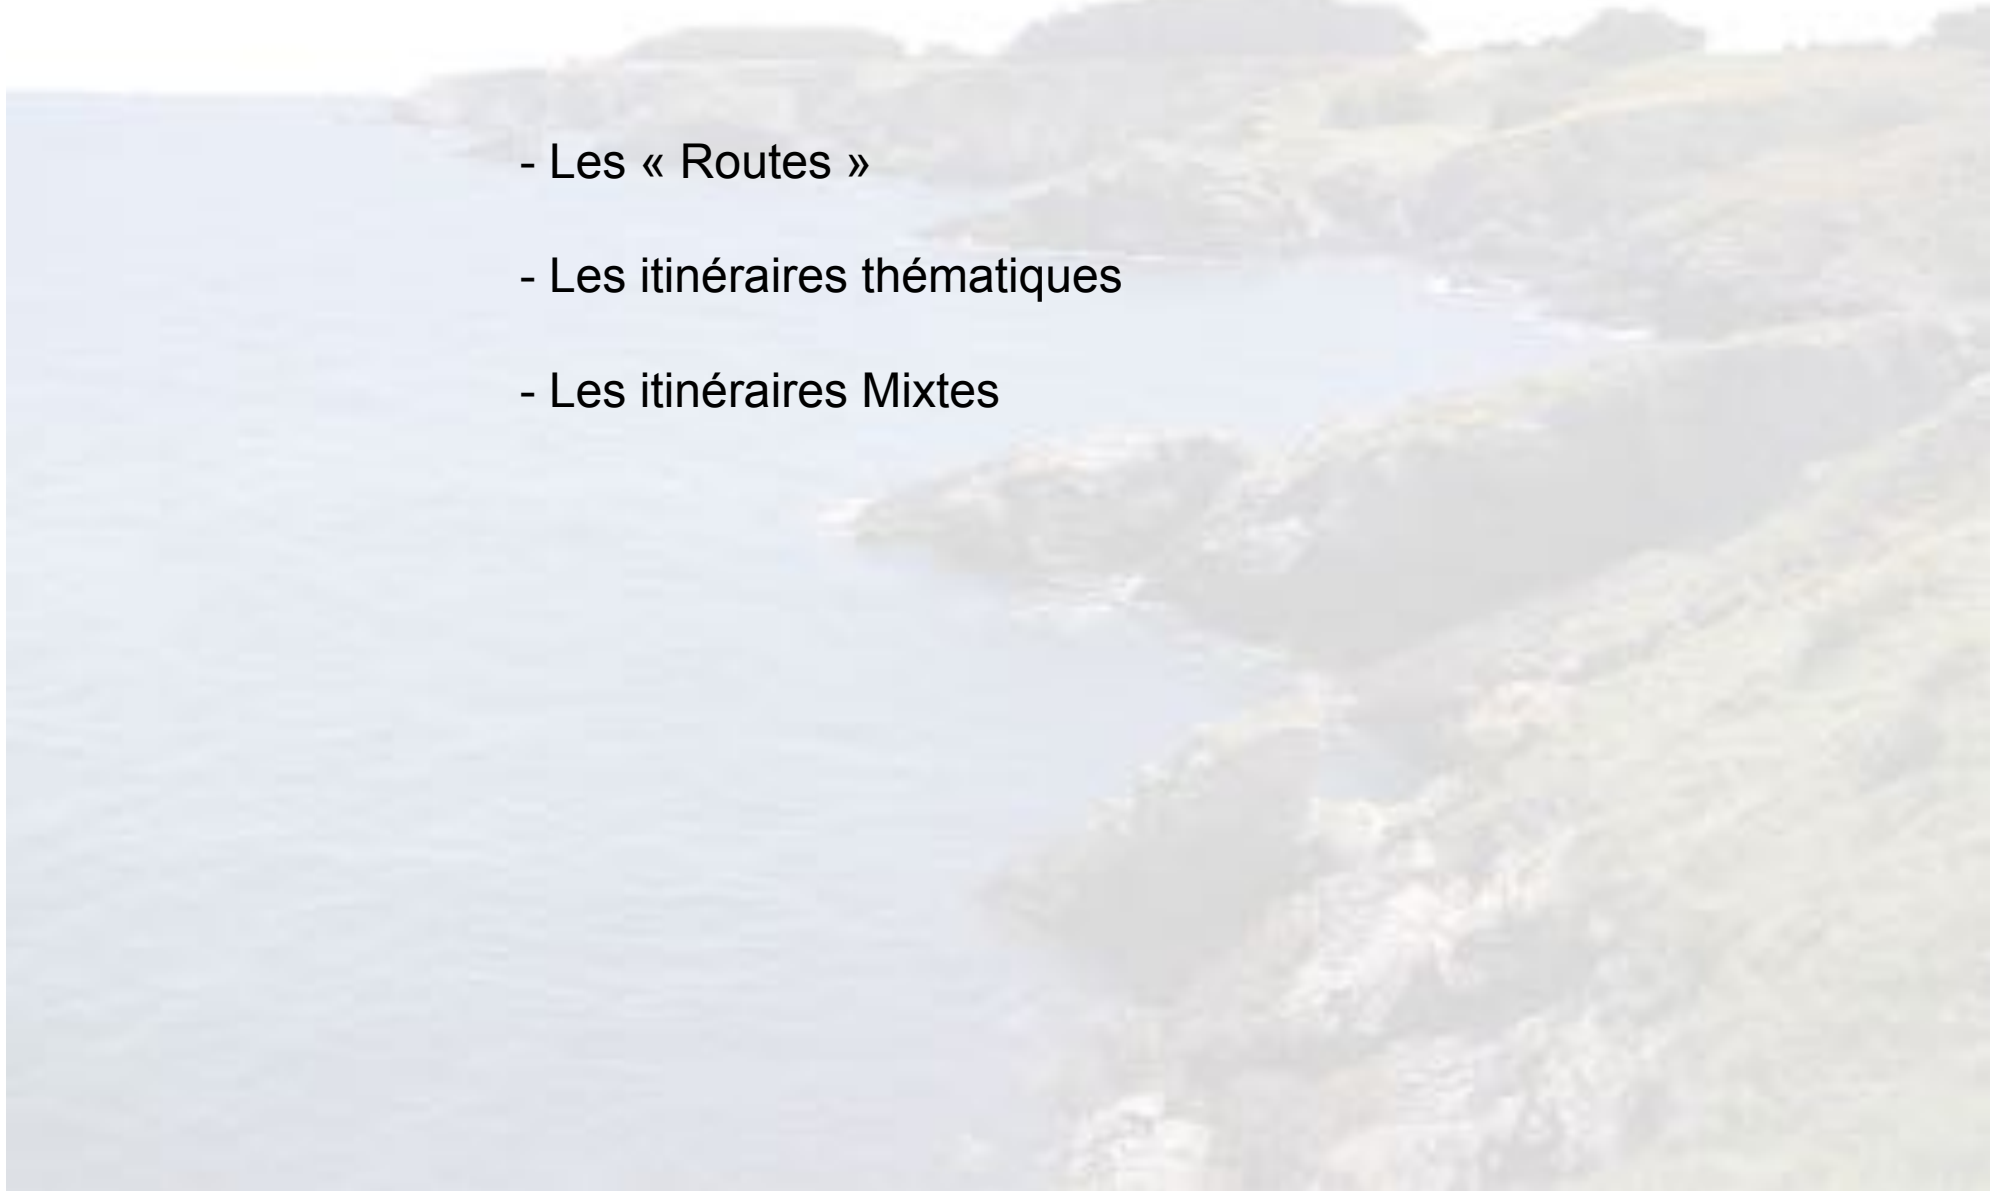 - Les « Routes »
- Les itinéraires thématiques
- Les itinéraires Mixtes